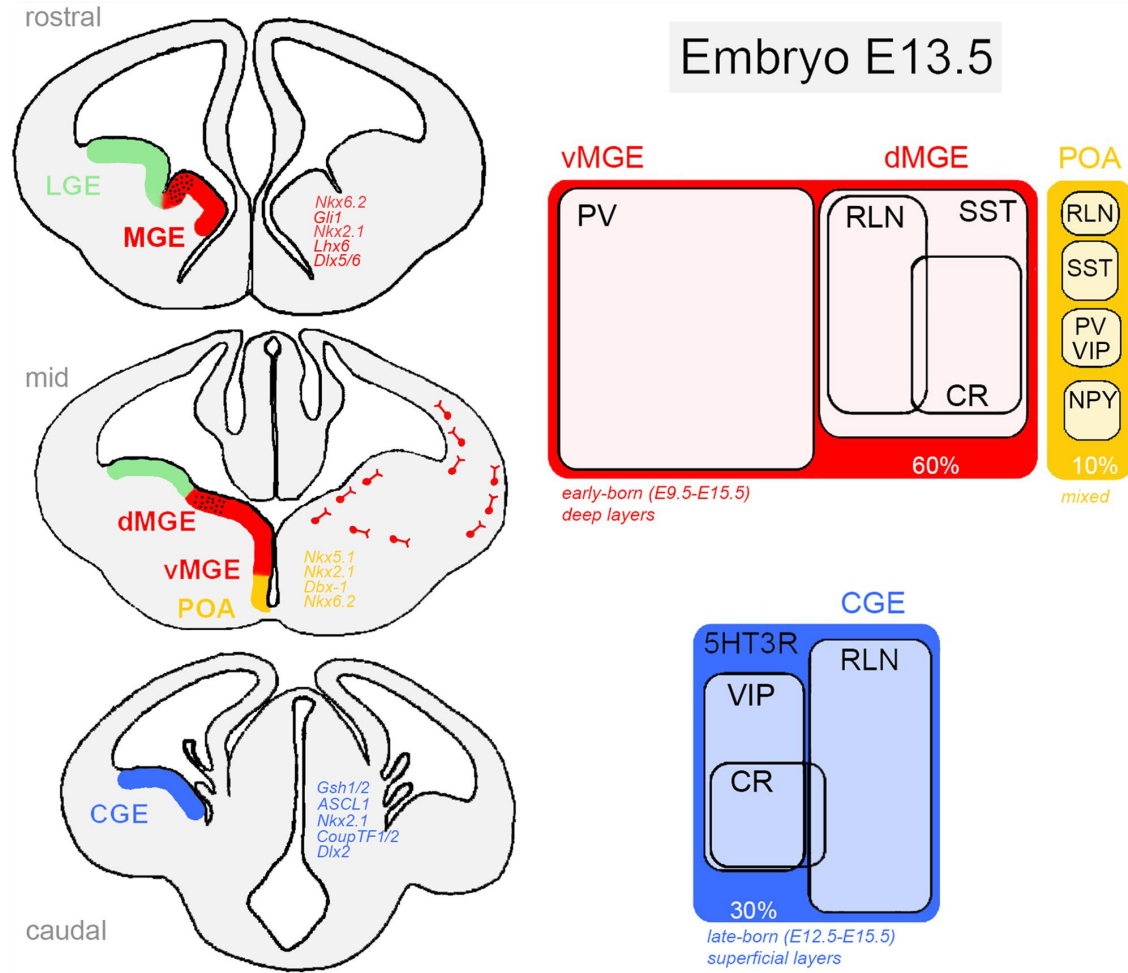 rostral
LGE
MGE
Nkx6.2
Gli1
Nkx2.1
Lhx6
Dlx5/6
mid
dMGE
vMGE
POA
Nkx5.1
Nkx2.1
Dbx-1
Nkx6.2
CGE
Gsh1/2
ASCL1
Nkx2.1
CoupTF1/2
Dlx2
caudal
Embryo E13.5
vMGE
dMGE
POA
PV
RLN
SST
CR
60%
RLN
SST
PV
VIP
NPY
10%
early-born (E9.5-E15.5)
deep layers
mixed
CGE
5HT3R
VIP
RLN
CR
30%
late-born (E12.5-E15.5)
superficial layers